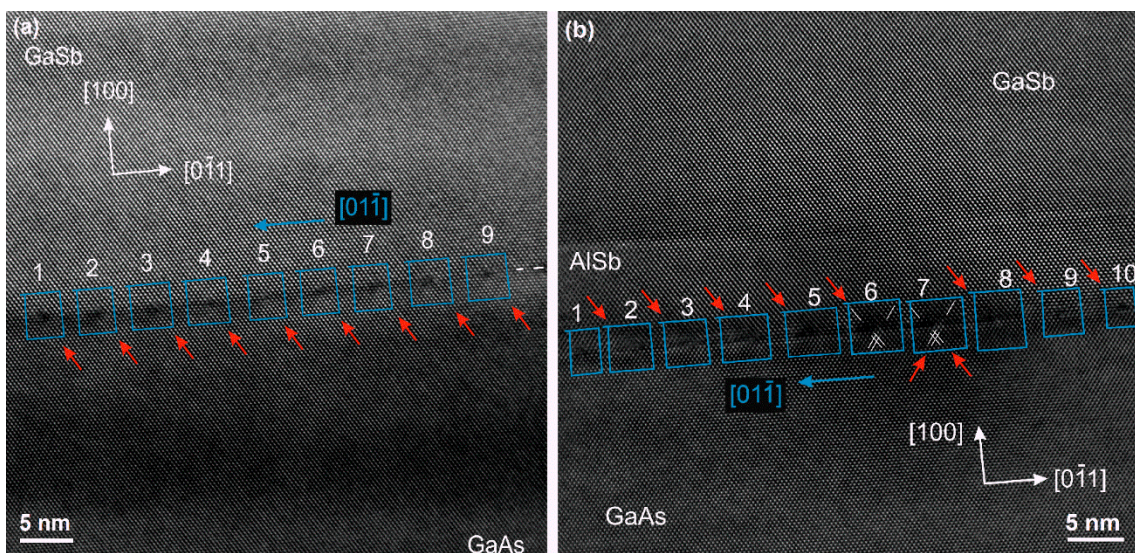 (a)
GaSb
[100]
[01̄1]
[011̄]
1 2 3 4 5 6 7 8 9
5 nm
GaAs
(b)
GaSb
AlSb
1 2 3 4 5 6 7 8 9 10
[011̄]
[100]
[01̄1]
GaAs
5 nm